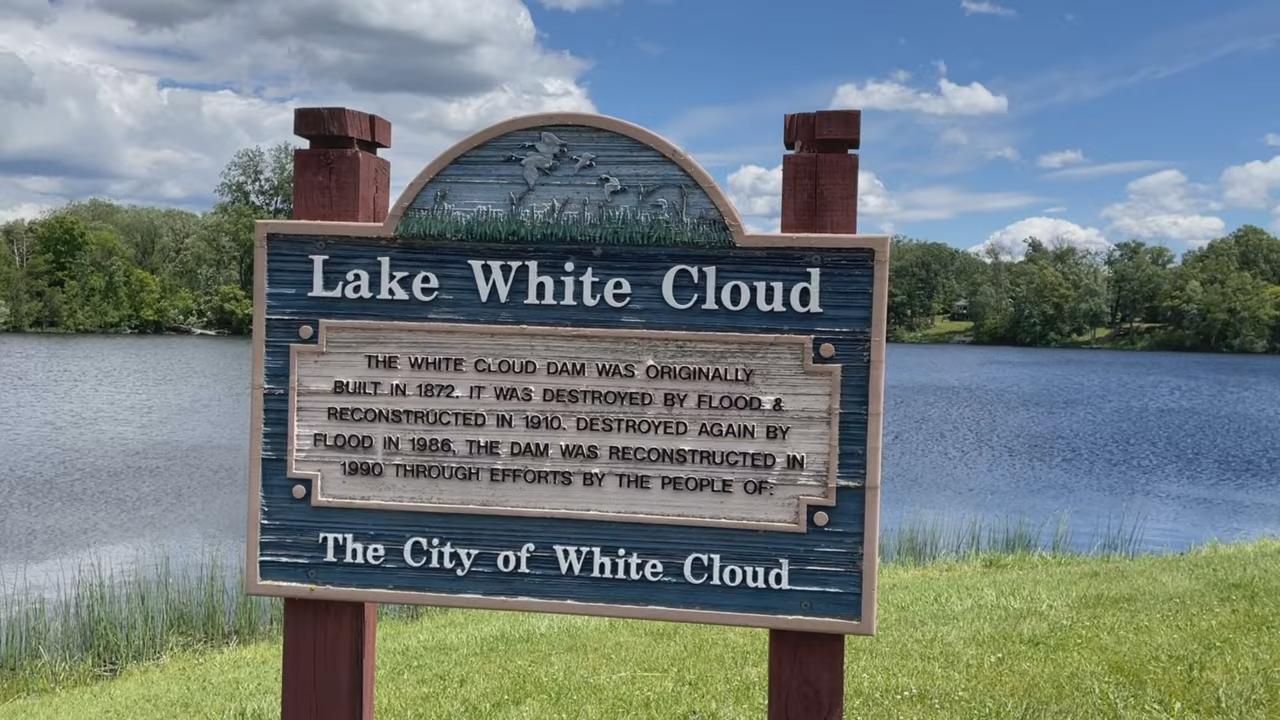 Lake White Cloud
THE WHITE CLOUD DAM WAS ORIGINALLY
BUILT IN 1872. IT WAS DESTROYED BY FLOOD &
RECONSTRUCTED IN 1910. DESTROYED AGAIN BY
FLOOD IN 1986, THE DAM WAS RECONSTRUCTED IN
1990 THROUGH EFFORTS BY THE PEOPLE OF:
The City of White Cloud